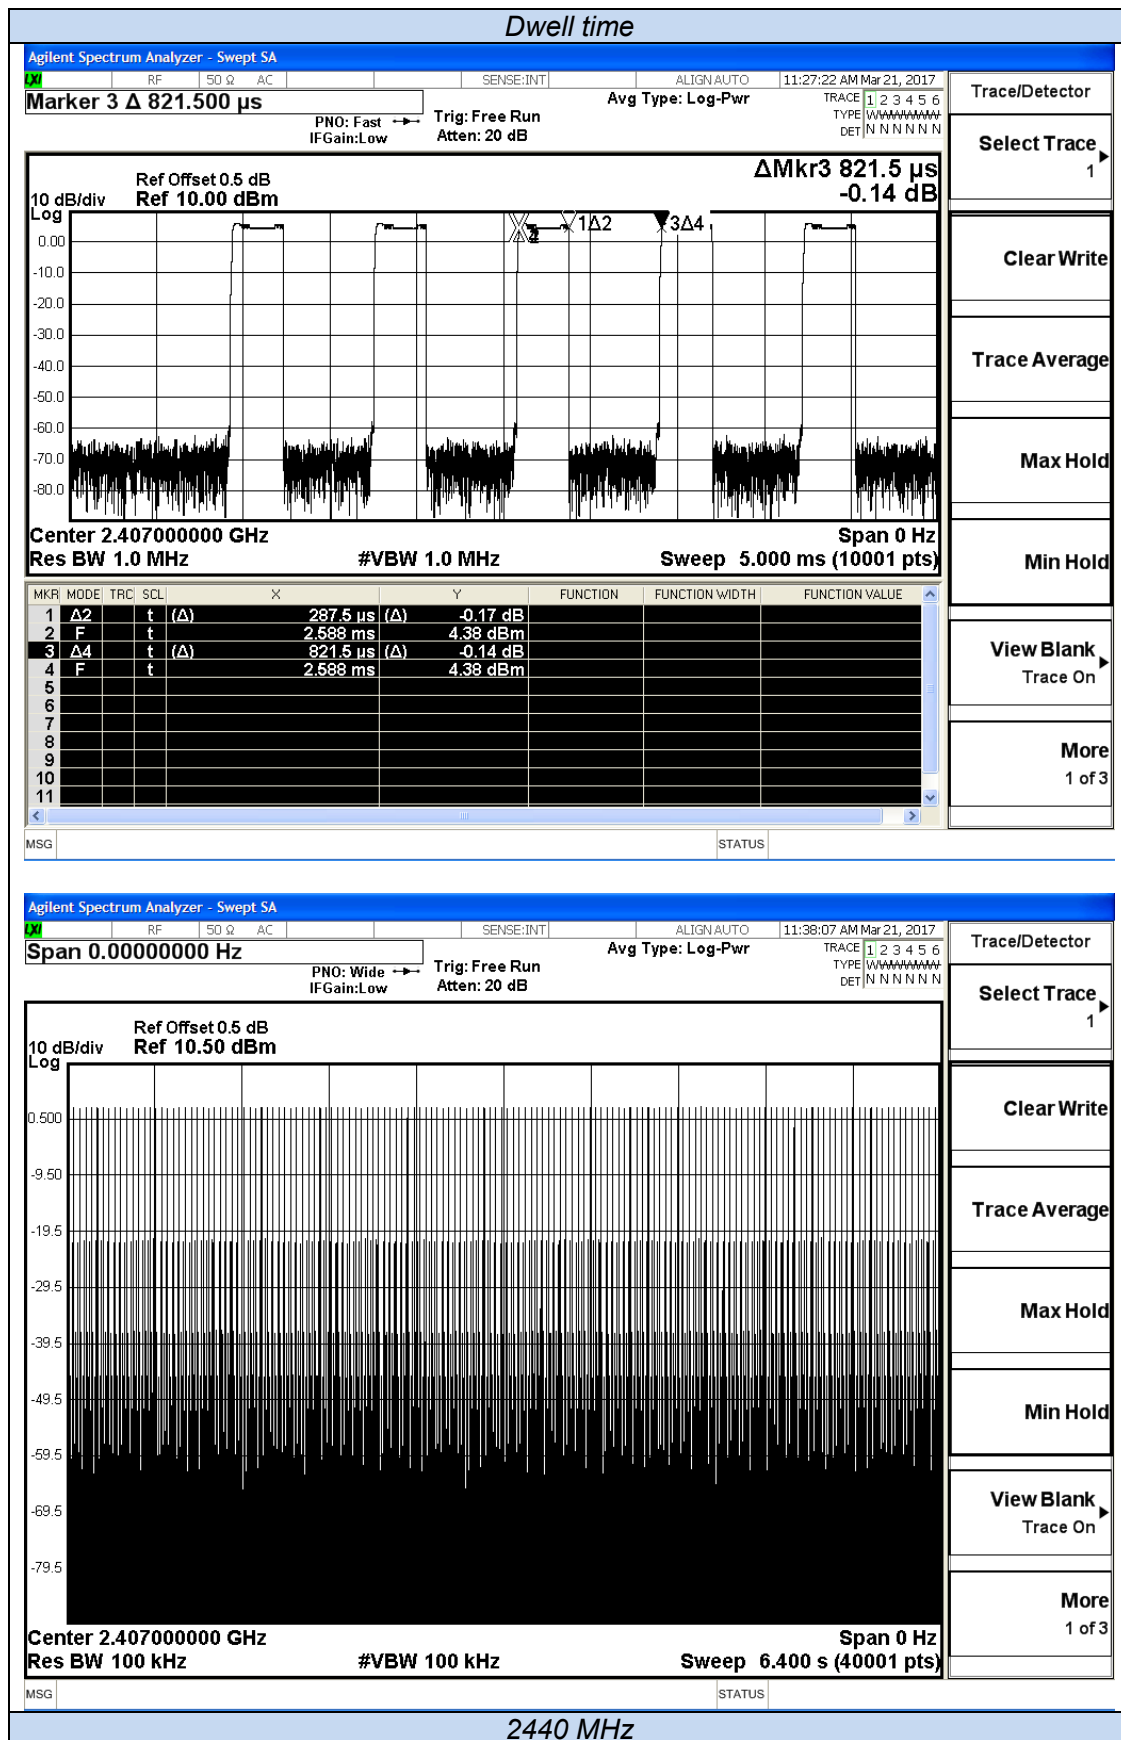 Dwell time
Agilent Spectrum Analyzer - Swept SA
LXI RF 50 Ω AC SENSE:INT ALIGN AUTO 11:27:22 AM Mar 21, 2017
Marker 3 Δ 821.500 µs
PNO: Fast
IFGain:Low
Trig: Free Run
Atten: 20 dB
Avg Type: Log-Pwr
TRACE 1 2 3 4 5 6
TYPE
DET N N N N N N
Trace/Detector
Select Trace
1
Clear Write
Trace Average
Max Hold
Min Hold
View Blank
Trace On
More
1 of 3
ΔMkr3 821.5 µs
-0.14 dB
Ref Offset 0.5 dB
10 dB/div Ref 10.00 dBm
Log
1Δ2 3Δ4
0.00
-10.0
-20.0
-30.0
-40.0
-50.0
-60.0
-70.0
-80.0
Center 2.407000000 GHz Span 0 Hz
Res BW 1.0 MHz #VBW 1.0 MHz Sweep 5.000 ms (10001 pts)
MKR MODE TRC SCL X Y FUNCTION FUNCTION WIDTH FUNCTION VALUE
1 Δ2 t (Δ) 287.5 µs (Δ) -0.17 dB
2 F t 2.588 ms 4.38 dBm
3 Δ4 t (Δ) 821.5 µs (Δ) -0.14 dB
4 F t 2.588 ms 4.38 dBm
5
6
7
8
9
10
11
MSG STATUS
Agilent Spectrum Analyzer - Swept SA
LXI RF 50 Ω AC SENSE:INT ALIGN AUTO 11:38:07 AM Mar 21, 2017
Span 0.00000000 Hz
PNO: Wide
IFGain:Low
Trig: Free Run
Atten: 20 dB
Avg Type: Log-Pwr
TRACE 1 2 3 4 5 6
TYPE
DET N N N N N N
Trace/Detector
Select Trace
1
Clear Write
Trace Average
Max Hold
Min Hold
View Blank
Trace On
More
1 of 3
Ref Offset 0.5 dB
10 dB/div Ref 10.50 dBm
Log
0.500
-9.50
-19.5
-29.5
-39.5
-49.5
-59.5
-69.5
-79.5
Center 2.407000000 GHz Span 0 Hz
Res BW 100 kHz #VBW 100 kHz Sweep 6.400 s (40001 pts)
MSG STATUS
2440 MHz